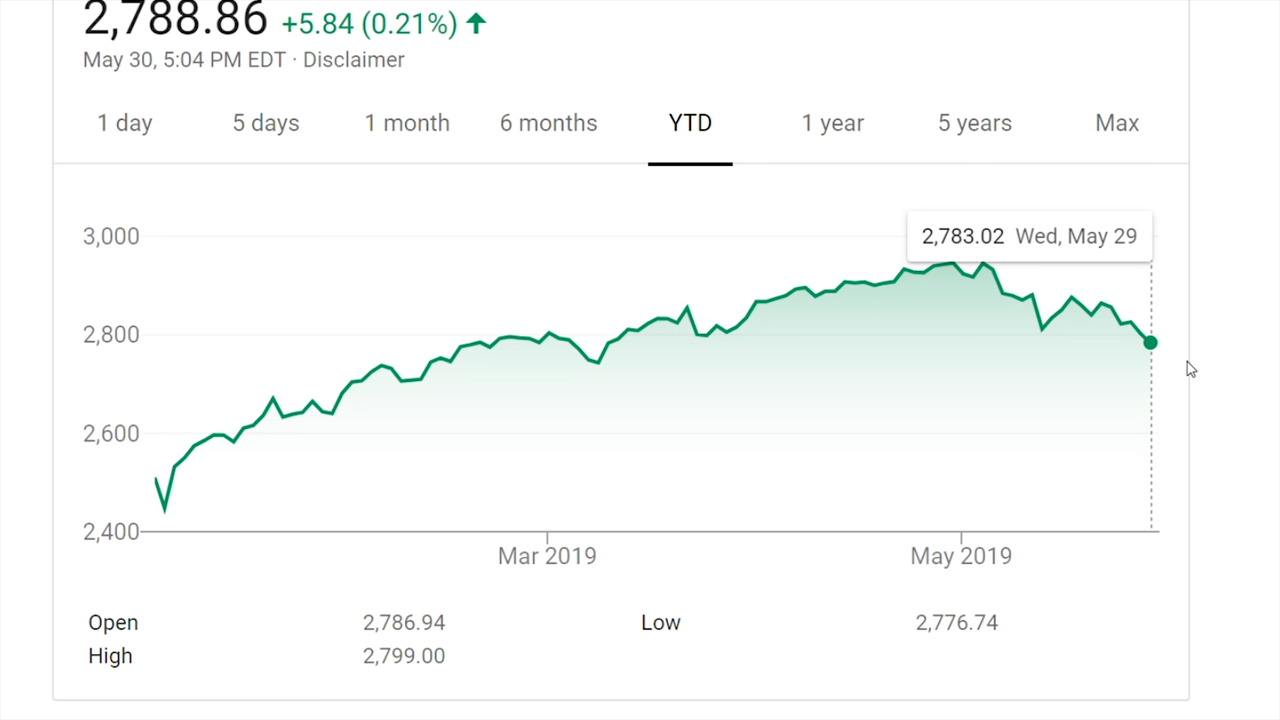 2,788.86 +5.84 (0.21%)
May 30, 5:04 PM EDT · Disclaimer
1 day 5 days 1 month 6 months YTD 1 year 5 years Max
2,783.02 Wed, May 29
3,000
2,800
2,600
2,400
Mar 2019 May 2019
Open 2,786.94 Low 2,776.74
High 2,799.00